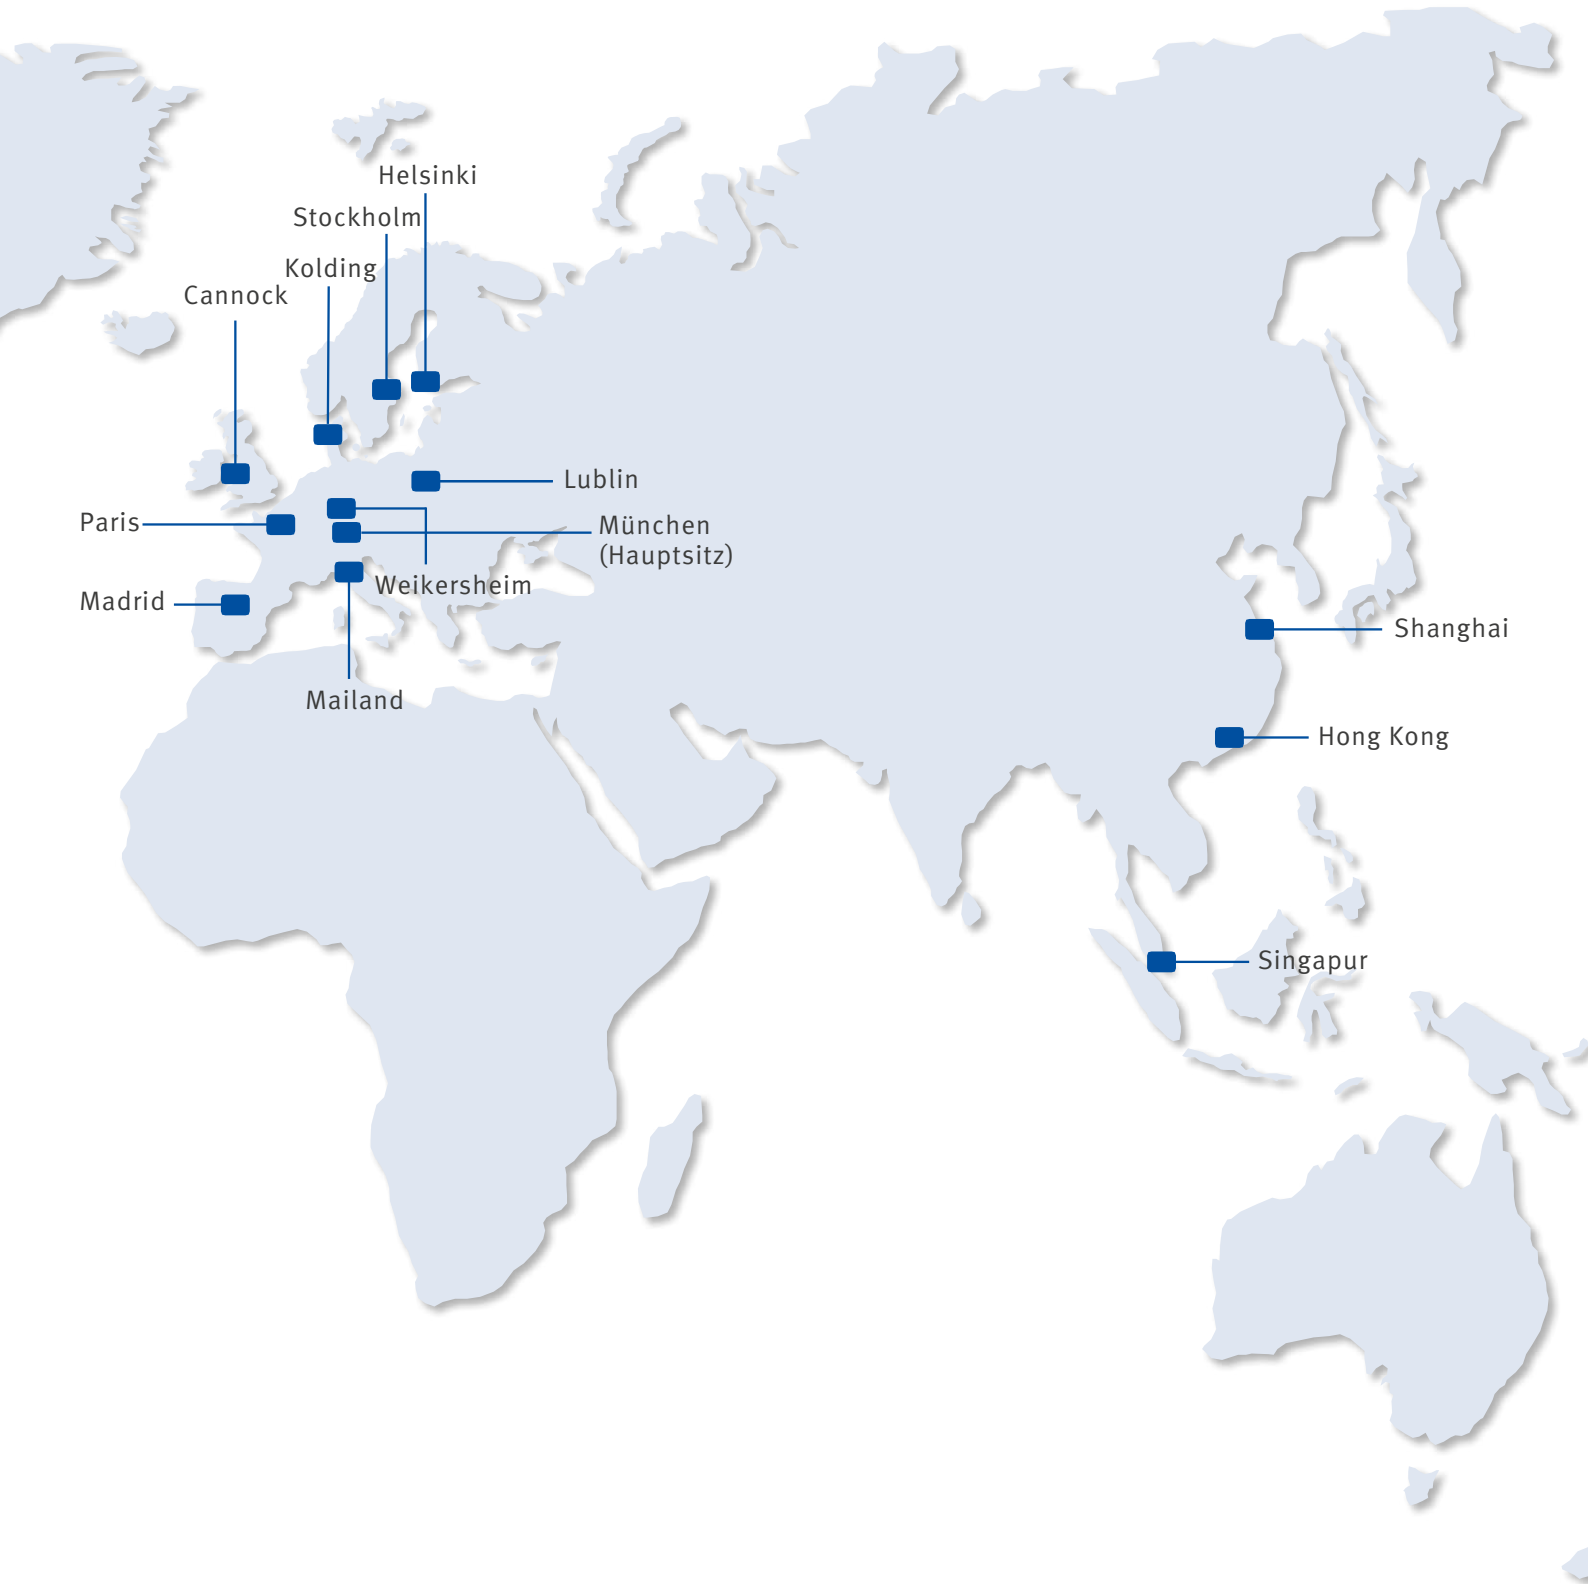 Helsinki
Stockholm
Kolding
Cannock
Lublin
Paris
München
(Hauptsitz)
Weikersheim
Madrid
Shanghai
Mailand
Hong Kong
Singapur